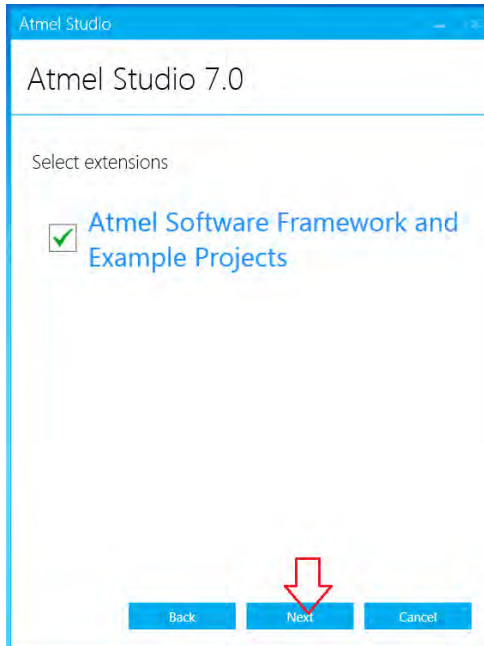 Atmel Studio
Atmel Studio 7.0
Select extensions
Atmel Software Framework and
Example Projects
Back Next Cancel